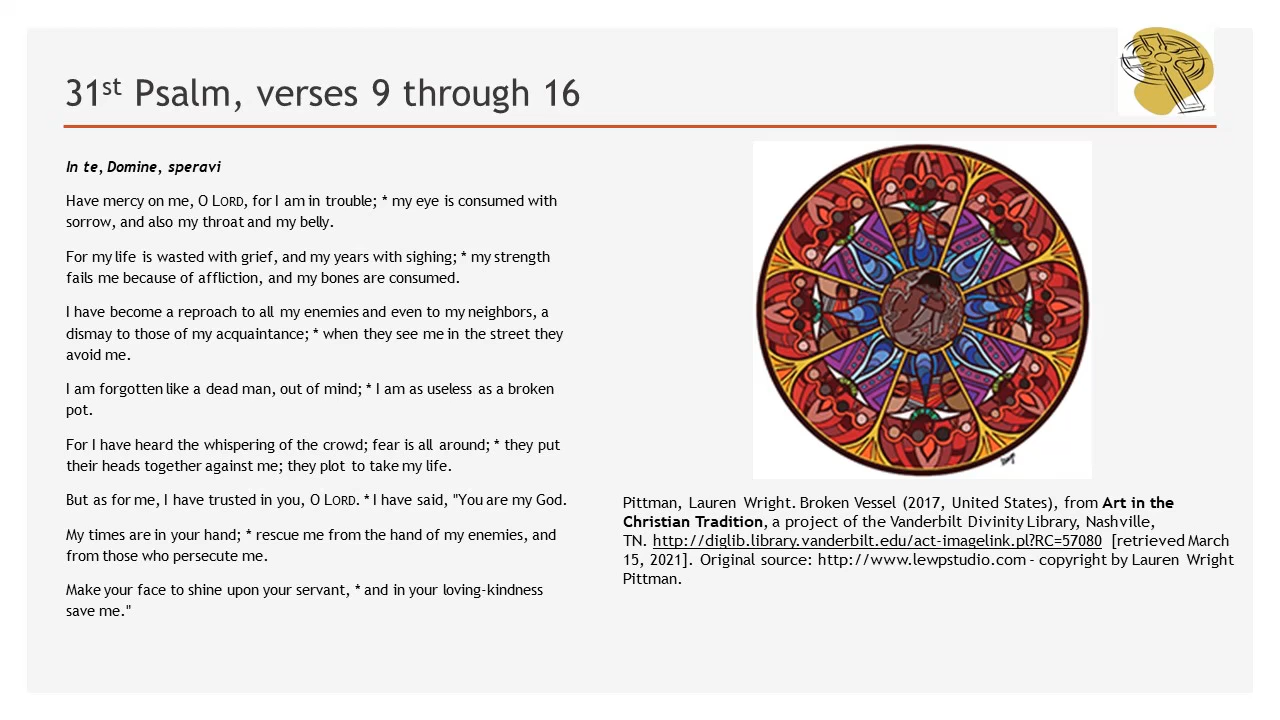 31st Psalm, verses 9 through 16
In te, Domine, speravi
Have mercy on me, O LORD, for I am in trouble; * my eye is consumed with
sorrow, and also my throat and my belly.
For my life is wasted with grief, and my years with sighing; * my strength
fails me because of affliction, and my bones are consumed.
I have become a reproach to all my enemies and even to my neighbors, a
dismay to those of my acquaintance; * when they see me in the street they
avoid me.
I am forgotten like a dead man, out of mind; * I am as useless as a broken
pot.
For I have heard the whispering of the crowd; fear is all around; * they put
their heads together against me; they plot to take my life.
But as for me, I have trusted in you, O LORD. * I have said, "You are my God.
My times are in your hand; * rescue me from the hand of my enemies, and
from those who persecute me.
Make your face to shine upon your servant, * and in your loving-kindness
save me."
Pittman, Lauren Wright. Broken Vessel (2017, United States), from Art in the
Christian Tradition, a project of the Vanderbilt Divinity Library, Nashville,
TN. http://diglib.library.vanderbilt.edu/act-imagelink.pl?RC=57080 [retrieved March
15, 2021]. Original source: http://www.lewpstudio.com - copyright by Lauren Wright
Pittman.